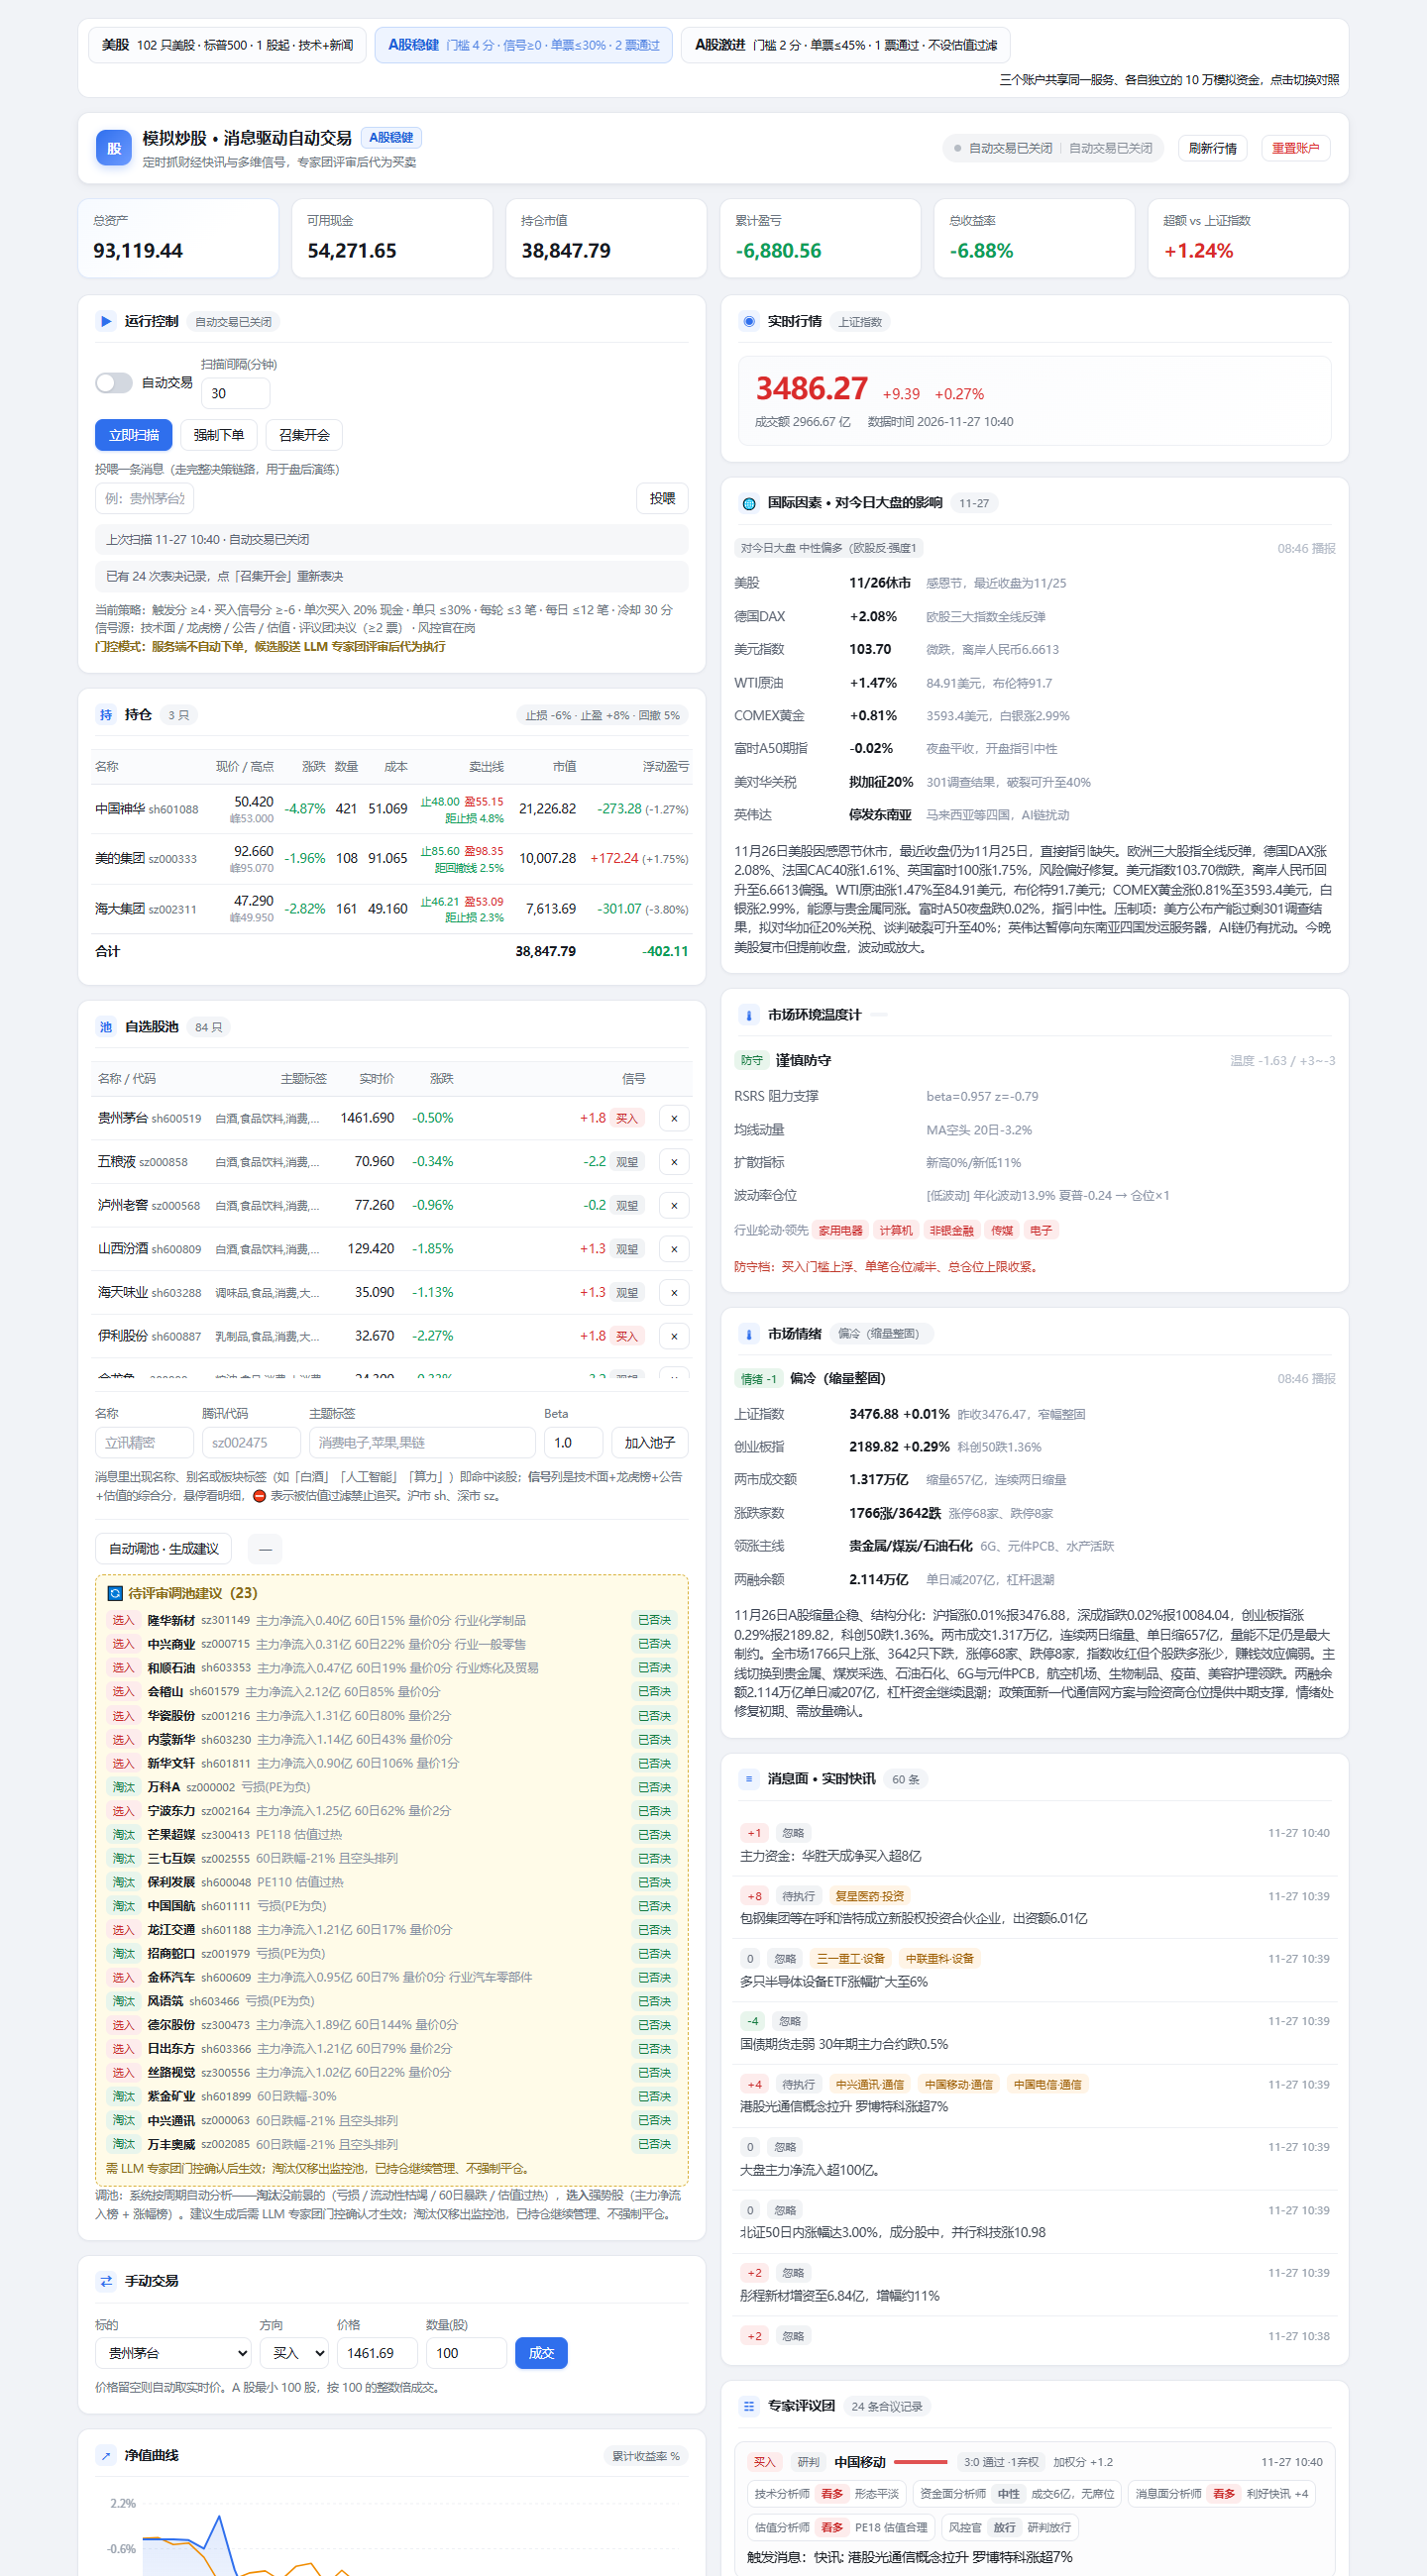 美股 102 只美股 · 标普500 · 1 股起 · 技术+新闻
A股稳健 门槛 4 分 · 信号≥0 · 单票≤30% · 2 票通过
A股激进 门槛 2 分 · 单票≤45% · 1 票通过 · 不设估值过滤
三个账户共享同一服务、各自独立的 10 万模拟资金，点击切换对照
股
模拟炒股 • 消息驱动自动交易 A股稳健
定时抓财经快讯与多维信号，专家团评审后代为买卖
自动交易已关闭 自动交易已关闭
刷新行情
重置账户
总资产
93,119.44
可用现金
54,271.65
持仓市值
38,847.79
累计盈亏
-6,880.56
总收益率
-6.88%
超额 vs 上证指数
+1.24%
运行控制 自动交易已关闭
自动交易
扫描间隔(分钟)
30
立即扫描 强制下单 召集开会
投喂一条消息（走完整决策链路，用于盘后演练）
例：贵州茅台
投喂
上次扫描 11-27 10:40 · 自动交易已关闭
已有 24 次表决记录，点「召集开会」重新表决
当前策略：触发分 ≥4 · 买入信号分 ≥-6 · 单次买入 20% 现金 · 单只 ≤30% · 每轮 ≤3 笔 · 每日 ≤12 笔 · 冷却 30 分
信号源：技术面 / 龙虎榜 / 公告 / 估值 · 评议团决议（≥2 票） · 风控官在岗
门控模式：服务端不自动下单，候选股送 LLM 专家团评审后代为执行
持 持仓 3 只
止损 -6% · 止盈 +8% · 回撤 5%
名称 现价 / 高点 涨跌 数量 成本 卖出线 市值 浮动盈亏
中国神华 sh601088 50.420 峰53.000 -4.87% 421 51.069 止48.00 盈55.15 距止损 4.8% 21,226.82 -273.28 (-1.27%)
美的集团 sz000333 92.660 峰95.070 -1.96% 108 91.065 止85.60 盈98.35 距回撤线 2.5% 10,007.28 +172.24 (+1.75%)
海大集团 sz002311 47.290 峰49.950 -2.82% 161 49.160 止46.21 盈53.09 距止损 2.3% 7,613.69 -301.07 (-3.80%)
合计 38,847.79 -402.11
池 自选股池 84 只
名称 / 代码 主题标签 实时价 涨跌 信号
贵州茅台 sh600519 白酒,食品饮料,消费,... 1461.690 -0.50% +1.8 买入 ×
五粮液 sz000858 白酒,食品饮料,消费,... 70.960 -0.34% -2.2 观望 ×
泸州老窖 sz000568 白酒,食品饮料,消费,... 77.260 -0.96% -0.2 观望 ×
山西汾酒 sh600809 白酒,食品饮料,消费,... 129.420 -1.85% +1.3 观望 ×
海天味业 sh603288 调味品,食品,消费,大... 35.090 -1.13% +1.3 观望 ×
伊利股份 sh600887 乳制品,食品,消费,大... 32.670 -2.27% +1.8 买入 ×
名称 腾讯代码 主题标签 Beta
立讯精密 sz002475 消费电子,苹果,果链 1.0 加入池子
消息里出现名称、别名或板块标签（如「白酒」「人工智能」「算力」）即命中该股；信号列是技术面+龙虎榜+公告
+估值的综合分，悬停看明细，⛔ 表示被估值过滤禁止追买。沪市 sh、深市 sz。
自动调池 · 生成建议 —
待评审调池建议（23）
选入 隆华新材 sz301149 主力净流入0.40亿 60日15% 量价0分 行业化学制品 已否决
选入 中兴商业 sz000715 主力净流入0.31亿 60日22% 量价0分 行业一般零售 已否决
选入 和顺石油 sh603353 主力净流入0.47亿 60日19% 量价0分 行业炼化及贸易 已否决
选入 会稽山 sh601579 主力净流入2.12亿 60日85% 量价0分 已否决
选入 华瓷股份 sz001216 主力净流入1.31亿 60日80% 量价2分 已否决
选入 内蒙新华 sh603230 主力净流入1.14亿 60日43% 量价0分 已否决
选入 新华文轩 sh601811 主力净流入0.90亿 60日106% 量价1分 已否决
淘汰 万科A sz000002 亏损(PE为负) 已否决
选入 宁波东力 sz002164 主力净流入1.25亿 60日62% 量价2分 已否决
淘汰 芒果超媒 sz300413 PE118 估值过热 已否决
淘汰 三七互娱 sz002555 60日跌幅-21% 且空头排列 已否决
淘汰 保利发展 sh600048 PE110 估值过热 已否决
淘汰 中国国航 sh601111 亏损(PE为负) 已否决
选入 龙江交通 sh601188 主力净流入1.21亿 60日17% 量价0分 已否决
淘汰 招商蛇口 sz001979 亏损(PE为负) 已否决
选入 金杯汽车 sh600609 主力净流入0.95亿 60日7% 量价0分 行业汽车零部件 已否决
淘汰 风语筑 sh603466 亏损(PE为负) 已否决
选入 德尔股份 sz300473 主力净流入1.89亿 60日144% 量价0分 已否决
选入 日出东方 sh603366 主力净流入1.21亿 60日79% 量价2分 已否决
选入 丝路视觉 sz300556 主力净流入1.02亿 60日22% 量价0分 已否决
淘汰 紫金矿业 sh601899 60日跌幅-30% 已否决
淘汰 中兴通讯 sz000063 60日跌幅-21% 且空头排列 已否决
淘汰 万丰奥威 sz002085 60日跌幅-21% 且空头排列 已否决
需 LLM 专家团门控确认后生效；淘汰仅移出监控池，已持仓继续管理、不强制平仓。
调池：系统按周期自动分析——淘汰没前景的（亏损 / 流动性枯竭 / 60日暴跌 / 估值过热），选入强势股（主力净流
入榜 + 涨幅榜）。建议生成后需 LLM 专家团门控确认才生效；淘汰仅移出监控池，已持仓继续管理、不强制平仓。
手动交易
标的 方向 价格 数量(股)
贵州茅台 买入 1461.69 100 成交
价格留空则自动取实时价。A 股最小 100 股，按 100 的整数倍成交。
净值曲线 累计收益率 %
2.2%
-0.6%
实时行情 上证指数
3486.27 +9.39 +0.27%
成交额 2966.67 亿 数据时间 2026-11-27 10:40
国际因素 • 对今日大盘的影响 11-27
对今日大盘 中性偏多（欧股反·强度1 08:46 播报
美股 11/26休市 感恩节，最近收盘为11/25
德国DAX +2.08% 欧股三大指数全线反弹
美元指数 103.70 微跌，离岸人民币6.6613
WTI原油 +1.47% 84.91美元，布伦特91.7
COMEX黄金 +0.81% 3593.4美元，白银涨2.99%
富时A50期指 -0.02% 夜盘平收，开盘指引中性
美对华关税 拟加征20% 301调查结果，破裂可升至40%
英伟达 停发东南亚 马来西亚等四国，AI链扰动
11月26日美股因感恩节休市，最近收盘仍为11月25日，直接指引缺失。欧洲三大股指全线反弹，德国DAX涨
2.08%、法国CAC40涨1.61%、英国富时100涨1.75%，风险偏好修复。美元指数103.70微跌，离岸人民币回
升至6.6613偏强。WTI原油涨1.47%至84.91美元，布伦特91.7美元；COMEX黄金涨0.81%至3593.4美元，白
银涨2.99%，能源与贵金属同涨。富时A50夜盘跌0.02%，指引中性。压制项：美方公布产能过剩301调查结
果，拟对华加征20%关税、谈判破裂可升至40%；英伟达暂停向东南亚四国发运服务器，AI链仍有扰动。今晚
美股复市但提前收盘，波动或放大。
市场环境温度计
防守 谨慎防守 温度 -1.63 / +3~-3
RSRS 阻力支撑 beta=0.957 z=-0.79
均线动量 MA空头 20日-3.2%
扩散指标 新高0%/新低11%
波动率仓位 [低波动] 年化波动13.9% 夏普-0.24 → 仓位×1
行业轮动·领先 家用电器 计算机 非银金融 传媒 电子
防守档：买入门槛上浮、单笔仓位减半、总仓位上限收紧。
市场情绪 偏冷（缩量整固）
情绪 -1 偏冷（缩量整固） 08:46 播报
上证指数 3476.88 +0.01% 昨收3476.47，窄幅整固
创业板指 2189.82 +0.29% 科创50跌1.36%
两市成交额 1.317万亿 缩量657亿，连续两日缩量
涨跌家数 1766涨/3642跌 涨停68家、跌停8家
领涨主线 贵金属/煤炭/石油石化 6G、元件PCB、水产活跃
两融余额 2.114万亿 单日减207亿，杠杆退潮
11月26日A股缩量企稳、结构分化：沪指涨0.01%报3476.88，深成指跌0.02%报10084.04，创业板指涨
0.29%报2189.82，科创50跌1.36%。两市成交1.317万亿，连续两日缩量、单日缩657亿，量能不足仍是最大
制约。全市场1766只上涨、3642只下跌，涨停68家、跌停8家，指数收红但个股跌多涨少，赚钱效应偏弱。主
线切换到贵金属、煤炭采选、石油石化、6G与元件PCB，航空机场、生物制品、疫苗、美容护理领跌。两融余
额2.114万亿单日减207亿，杠杆资金继续退潮；政策面新一代通信网方案与险资高仓位提供中期支撑，情绪处
修复初期、需放量确认。
消息面 • 实时快讯 60 条
+1 忽略 11-27 10:40
主力资金：华胜天成净买入超8亿
+8 待执行 复星医药·投资 11-27 10:39
包钢集团等在呼和浩特成立新股权投资合伙企业，出资额6.01亿
0 忽略 三一重工·设备 中联重科·设备 11-27 10:39
多只半导体设备ETF涨幅扩大至6%
-4 忽略 11-27 10:39
国债期货走弱 30年期主力合约跌0.5%
+4 待执行 中兴通讯·通信 中国移动·通信 中国电信·通信 11-27 10:39
港股光通信概念拉升 罗博特科涨超7%
0 忽略 11-27 10:39
大盘主力净流入超100亿。
0 忽略 11-27 10:39
北证50日内涨幅达3.00%，成分股中，并行科技涨10.98
+2 忽略 11-27 10:39
彤程新材增资至6.84亿，增幅约11%
+2 忽略 11-27 10:38
专家评议团 24 条合议记录
买入 研判 中国移动 3:0 通过 ·1弃权 加权分 +1.2 11-27 10:40
技术分析师 看多 形态平淡 资金面分析师 中性 成交6亿，无席位 消息面分析师 看多 利好快讯 +4
估值分析师 看多 PE18 估值合理 风控官 放行 研判放行
触发消息：快讯: 港股光通信概念拉升 罗博特科涨超7%